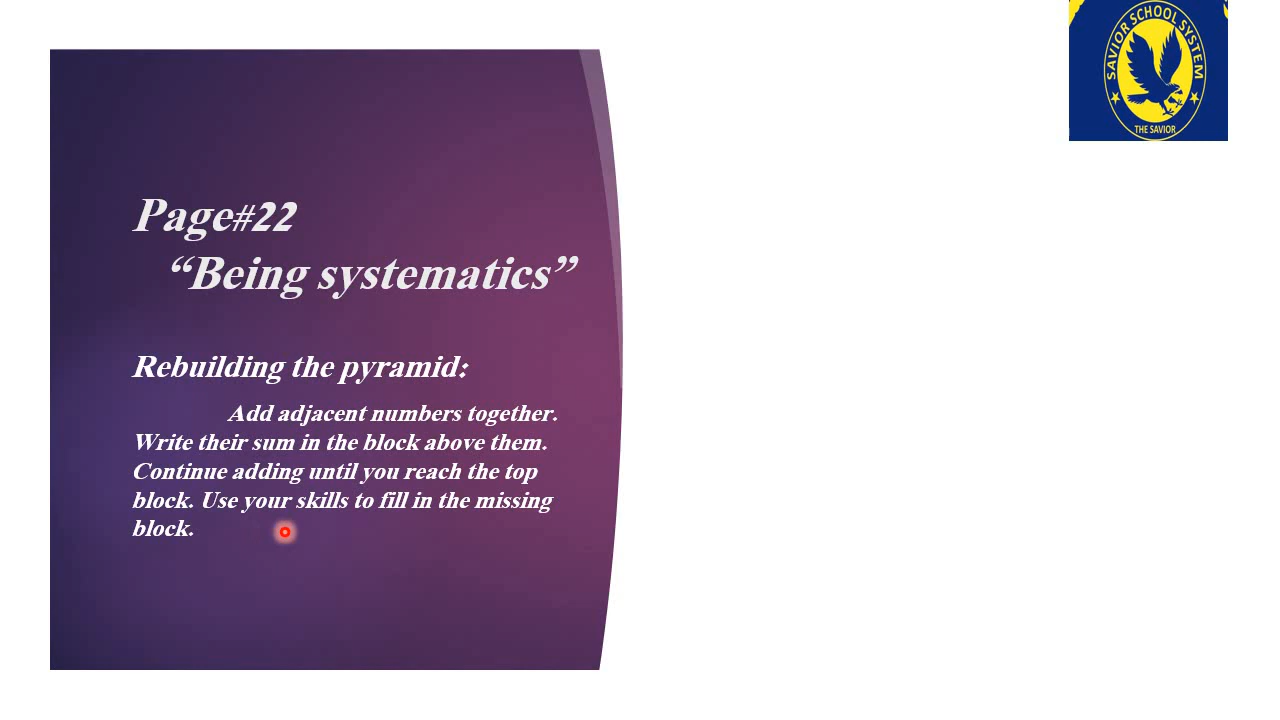 SAVIOR SCHOOL SYSTEM
THE SAVIOR
Page#22
“Being systematics”
Rebuilding the pyramid:
Add adjacent numbers together.
Write their sum in the block above them.
Continue adding until you reach the top
block. Use your skills to fill in the missing
block.